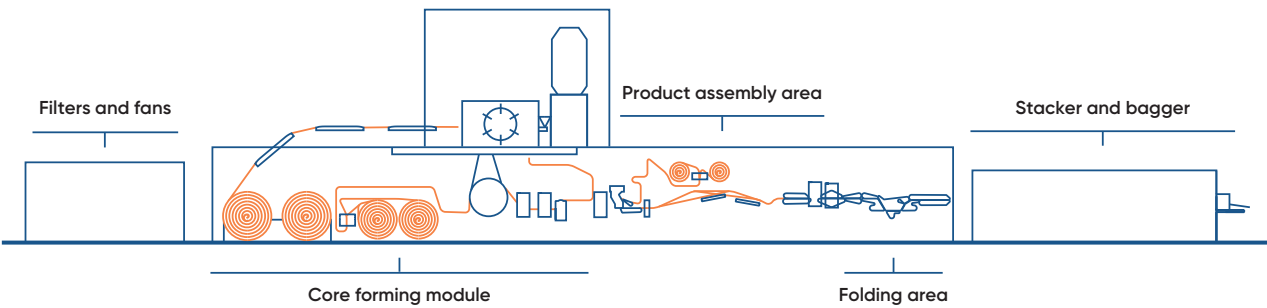 Filters and fans
Product assembly area
Stacker and bagger
Core forming module
Folding area